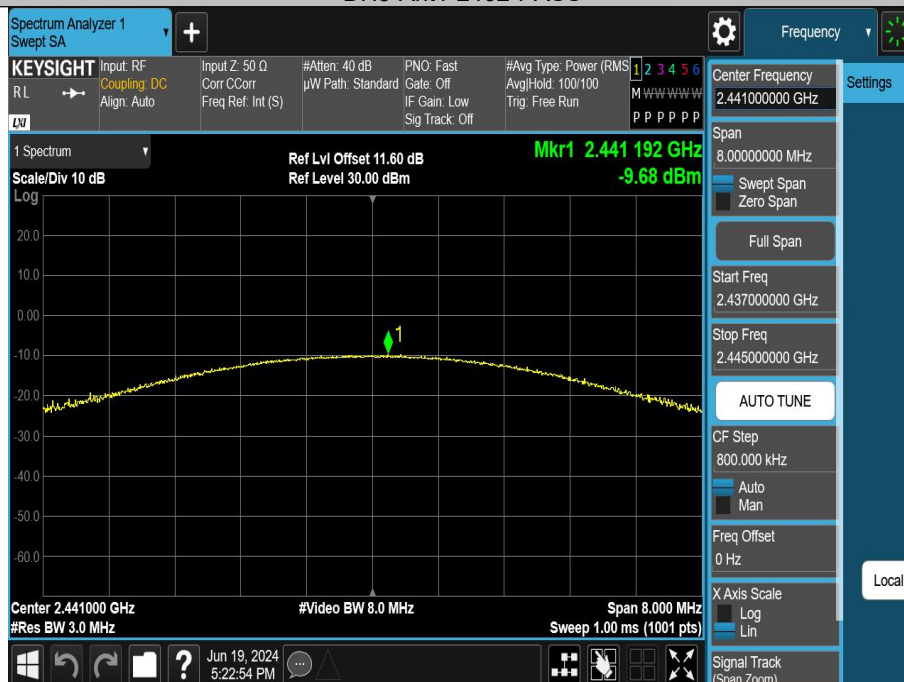 Spectrum Analyzer 1
Swept SA
+
Frequency
KEYSIGHT
R L
LXI
Input: RF
Coupling: DC
Align: Auto
Input Z: 50 Ω
Corr CCorr
Freq Ref: Int (S)
#Atten: 40 dB
µW Path: Standard
PNO: Fast
Gate: Off
IF Gain: Low
Sig Track: Off
#Avg Type: Power (RMS
Avg|Hold: 100/100
Trig: Free Run
1 2 3 4 5 6
M W W W W W
P P P P P P
1 Spectrum
Scale/Div 10 dB
Log
Ref Lvl Offset 11.60 dB
Ref Level 30.00 dBm
Mkr1 2.441 192 GHz
-9.68 dBm
20.0
10.0
0.00
-10.0
-20.0
-30.0
-40.0
-50.0
-60.0
1
Center 2.441000 GHz
#Res BW 3.0 MHz
#Video BW 8.0 MHz
Span 8.000 MHz
Sweep 1.00 ms (1001 pts)
Center Frequency
2.441000000 GHz
Settings
Span
8.00000000 MHz
Swept Span
Zero Span
Full Span
Start Freq
2.437000000 GHz
Stop Freq
2.445000000 GHz
AUTO TUNE
CF Step
800.000 kHz
Auto
Man
Freq Offset
0 Hz
X Axis Scale
Log
Lin
Local
Signal Track
(Span Zoom)
?
Jun 19, 2024
5:22:54 PM